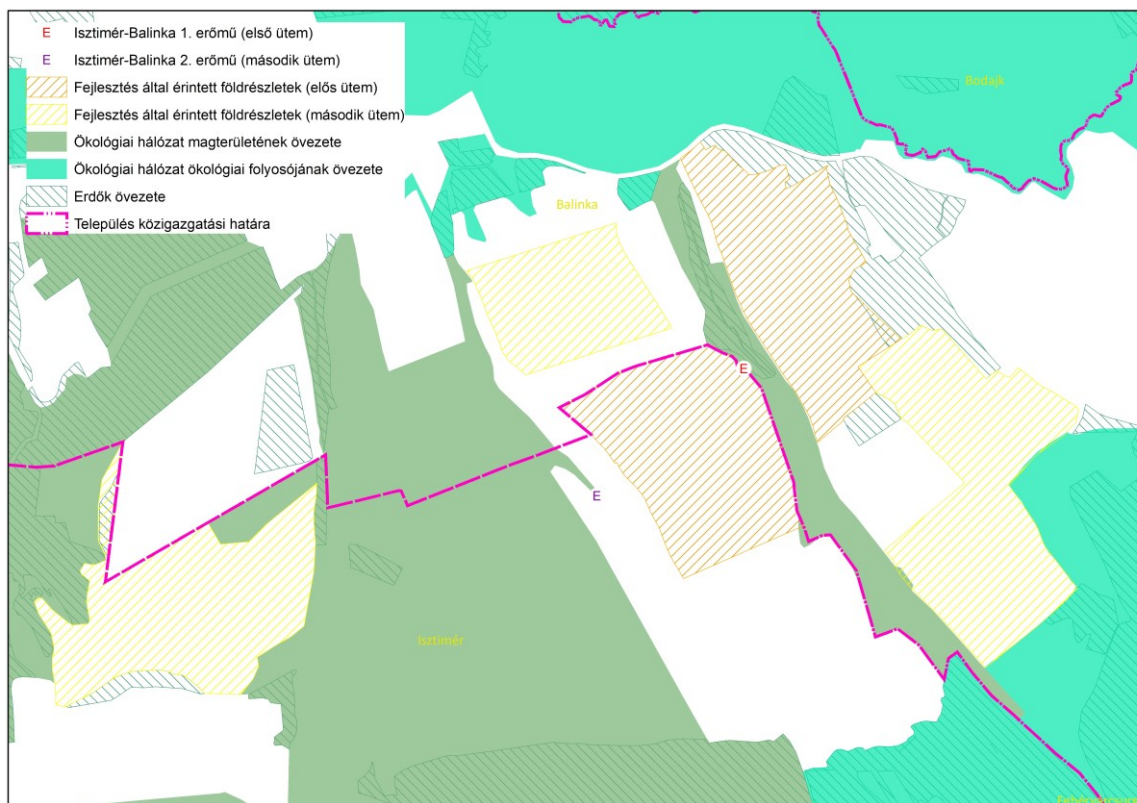 E Isztimér-Balinka 1. erőmű (első ütem)
E Isztimér-Balinka 2. erőmű (második ütem)
Fejlesztés által érintett földrészletek (elős ütem)
Fejlesztés által érintett földrészletek (második ütem)
Ökológiai hálózat magterületének övezete
Ökológiai hálózat ökológiai folyosójának övezete
Erdők övezete
Település közigazgatási határa
Bodajk
Balinka
E
E
Isztimér